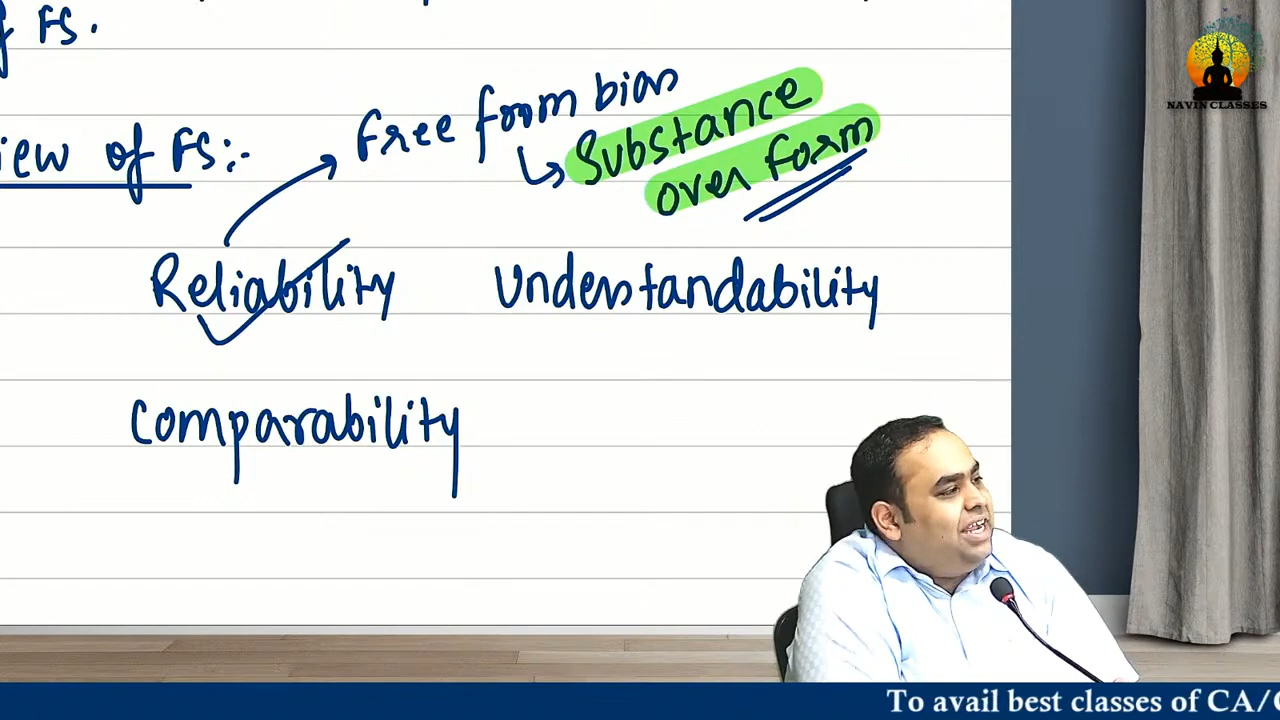 of FS.
Free from bias
Substance
over form
iew of FS:-
Reliability
Understandability
Comparability
NAVIN CLASSES
To avail best classes of CA/